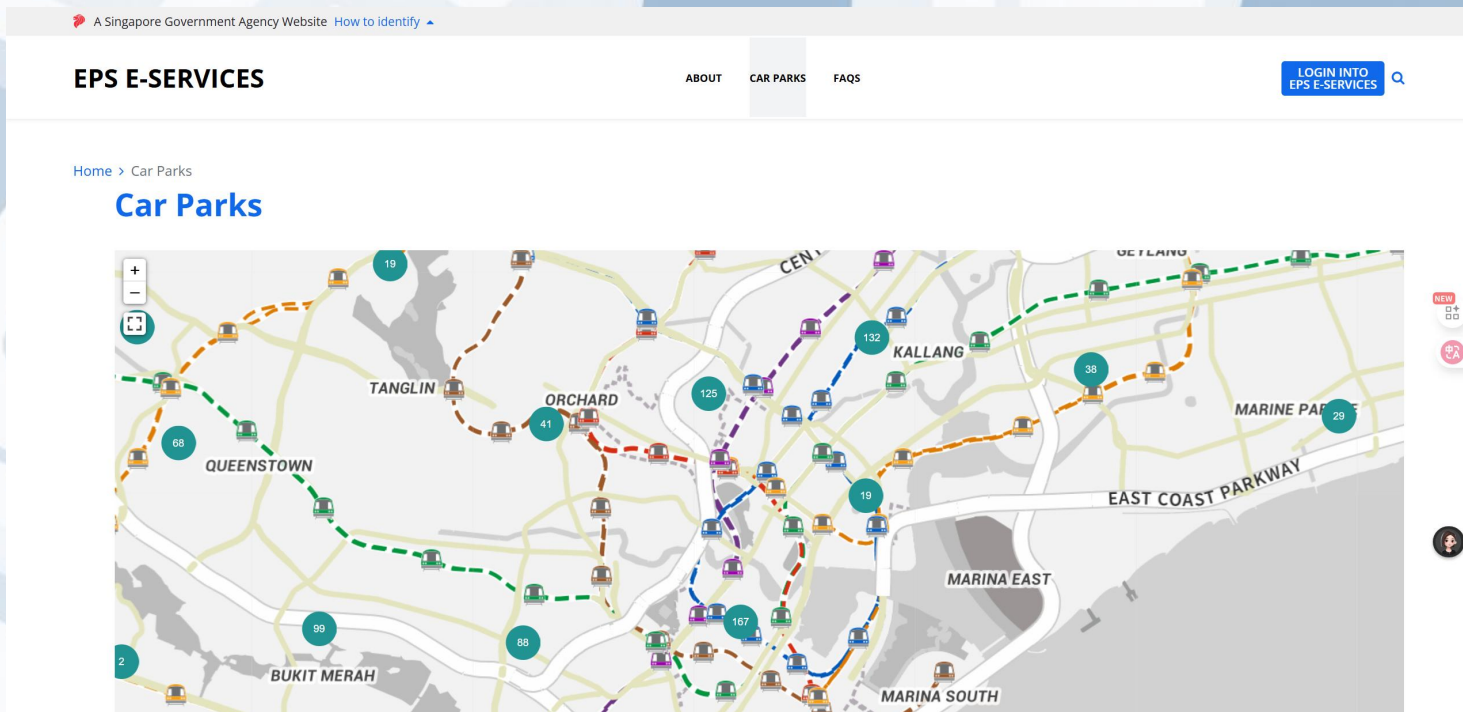 A Singapore Government Agency Website How to identify
EPS E-SERVICES
ABOUT
CAR PARKS
FAQS
LOGIN INTO
EPS E-SERVICES
Home > Car Parks
Car Parks
+
−
19
CENT
GEYLANG
132
KALLANG
38
TANGLIN
125
ORCHARD
41
MARINE PAR
29
68
QUEENSTOWN
EAST COAST PARKWAY
19
MARINA EAST
99
88
167
2
BUKIT MERAH
MARINA SOUTH
NEW